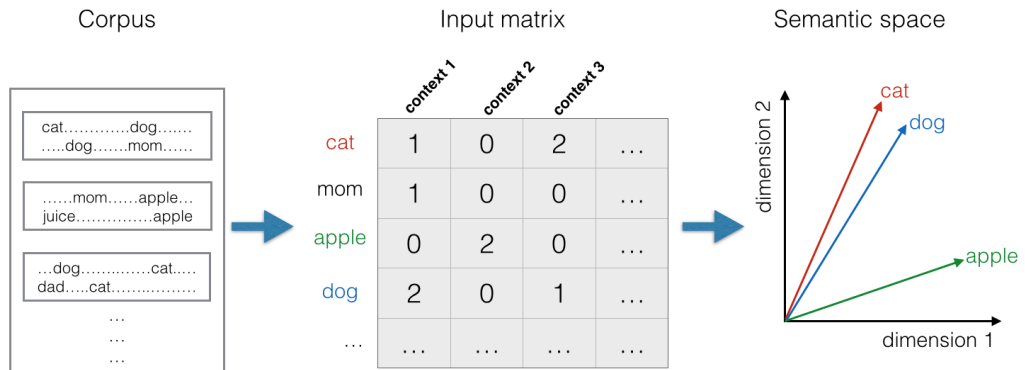 Corpus
Input matrix
Semantic space
cat.............dog.......
.....dog.......mom......
......mom......apple...
juice...............apple
...dog...............cat.....
dad.....cat.................
...
...
...
context 1
context 2
context 3
cat 1 0 2 ...
mom 1 0 0 ...
apple 0 2 0 ...
dog 2 0 1 ...
... ... ... ... ...
dimension 2
cat
dog
apple
dimension 1